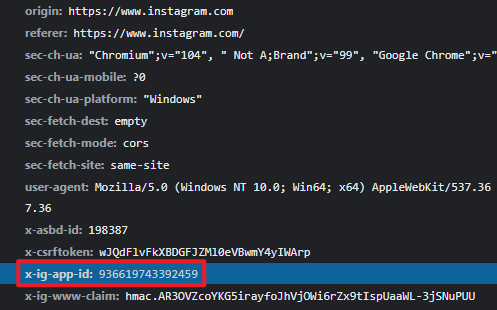 origin: https://www.instagram.com
referer: https://www.instagram.com/
sec-ch-ua: "Chromium";v="104", " Not A;Brand";v="99", "Google Chrome";v=
sec-ch-ua-mobile: ?0
sec-ch-ua-platform: "Windows"
sec-fetch-dest: empty
sec-fetch-mode: cors
sec-fetch-site: same-site
user-agent: Mozilla/5.0 (Windows NT 10.0; Win64; x64) AppleWebKit/537.36
7.36
x-asbd-id: 198387
x-csrftoken: wJQdFlvFkXBDGFJZMl0eVBwmY4yIWArp
x-ig-app-id: 936619743392459
x-ig-www-claim: hmac.AR3OVZcoYKG5irayfoJhVjOWi6rZx9tIspUaaWL-3jSNuPUU